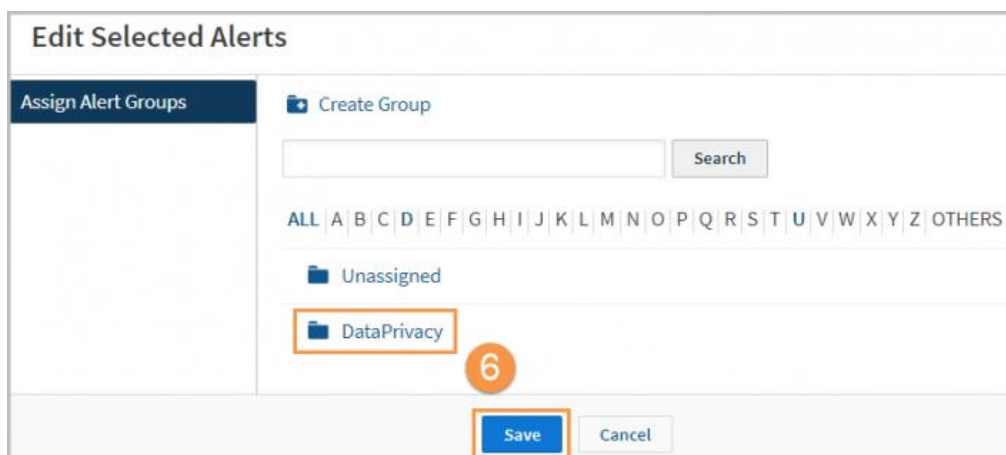 Edit Selected Alerts
Assign Alert Groups
Create Group
Search
ALL A B C D E F G H I J K L M N O P Q R S T U V W X Y Z OTHERS
Unassigned
DataPrivacy
6
Save Cancel